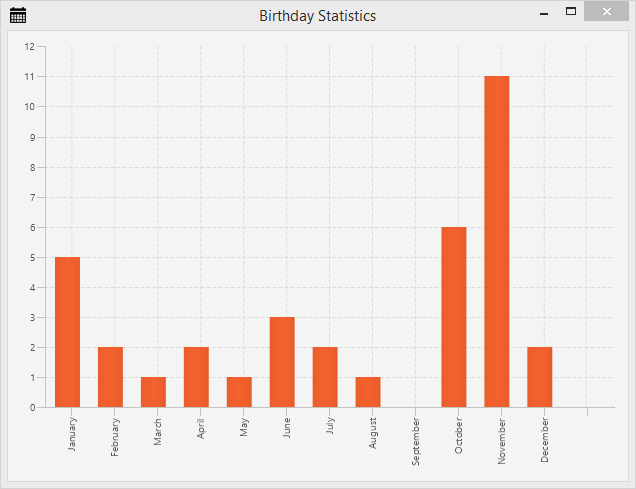 Birthday Statistics
12
11
10
9
8
7
6
5
4
3
2
1
0
January
February
March
April
May
June
July
August
September
October
November
December